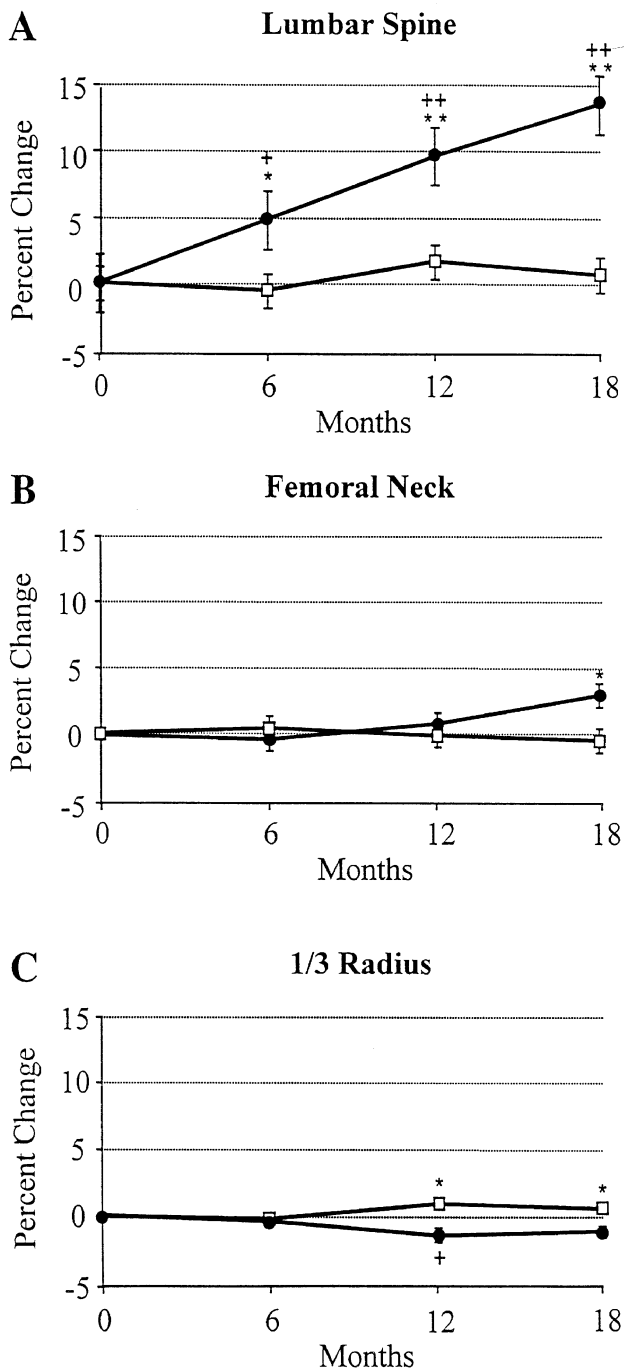 A
Lumbar Spine
++
**
15
++
**
10
+
*
5
0
-5
Percent Change
0 6 12 18
Months
B
Femoral Neck
15
10
5
*
0
-5
Percent Change
0 6 12 18
Months
C
1/3 Radius
15
10
5
* *
0
+
-5
Percent Change
0 6 12 18
Months